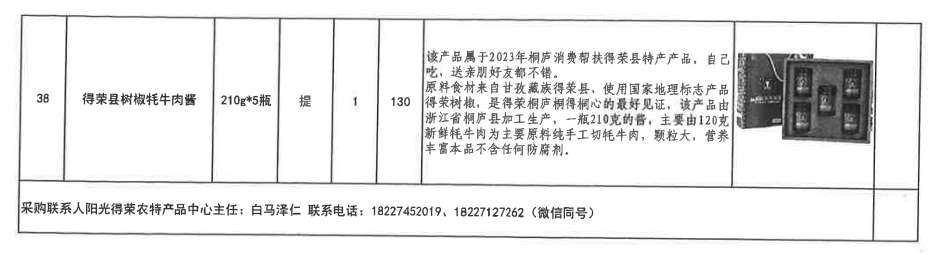 38
得荣县树椒牦牛肉酱
210g*5瓶
提
1
130
该产品属于2023年桐庐消费帮扶得荣县特产产品，自己
吃，送亲朋好友都不错。
原料食材来自甘孜藏族得荣县，使用国家地理标志产品
得荣树椒，是得荣桐庐桐得桐心的最好见证，该产品由
浙江省桐庐县加工生产，一瓶210克的酱，主要由120克
新鲜牦牛肉为主要原料纯手工切牦牛肉，颗粒大，营养
丰富本品不含任何防腐剂。
采购联系人阳光得荣农特产品中心主任：白马泽仁 联系电话：18227452019、18227127262（微信同号）